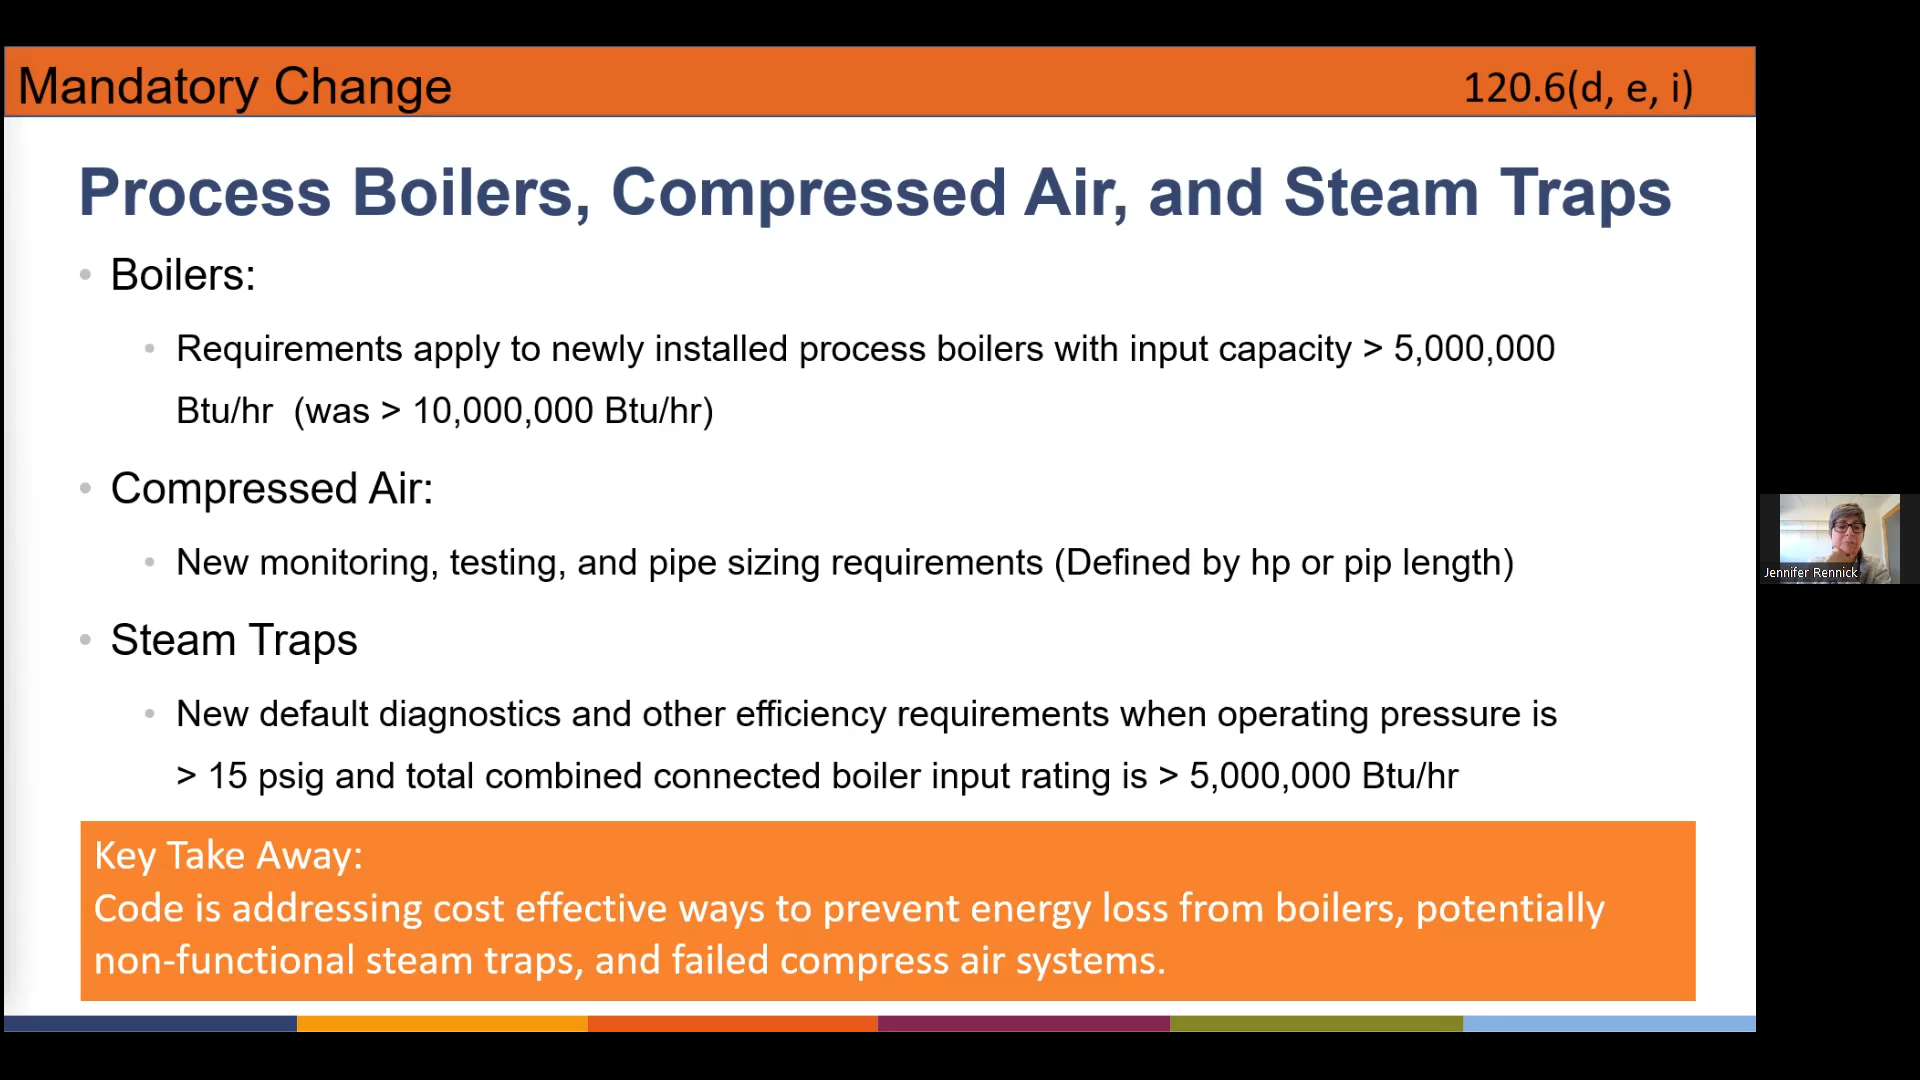 Mandatory Change
120.6(d, e, i)
Process Boilers, Compressed Air, and Steam Traps
• Boilers:
• Requirements apply to newly installed process boilers with input capacity > 5,000,000
Btu/hr (was > 10,000,000 Btu/hr)
• Compressed Air:
• New monitoring, testing, and pipe sizing requirements (Defined by hp or pip length)
• Steam Traps
• New default diagnostics and other efficiency requirements when operating pressure is
> 15 psig and total combined connected boiler input rating is > 5,000,000 Btu/hr
Key Take Away:
Code is addressing cost effective ways to prevent energy loss from boilers, potentially
non-functional steam traps, and failed compress air systems.
Jennifer Rennick